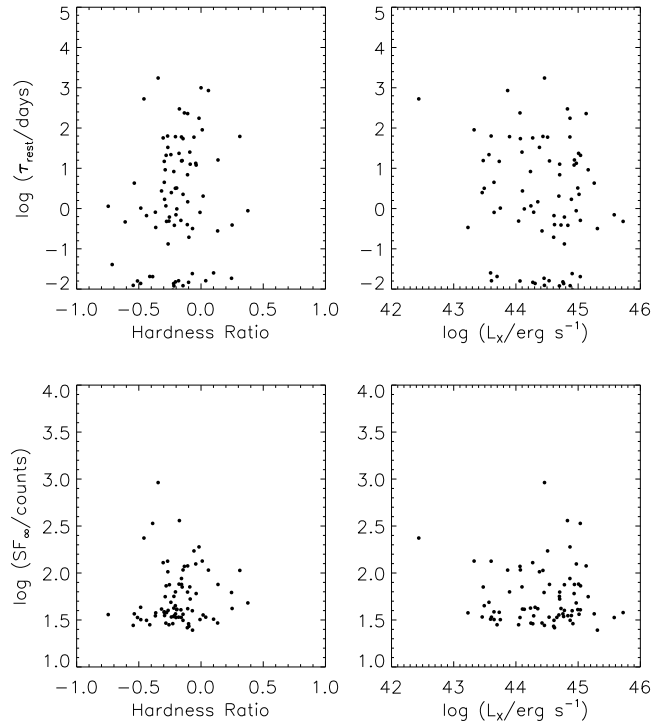 5
4
3
2
1
0
−1
−2
log (τrest/days)
−1.0 −0.5 0.0 0.5 1.0
Hardness Ratio
42 43 44 45 46
log (LX/erg s−1)
4.0
3.5
3.0
2.5
2.0
1.5
1.0
log (SF∞/counts)
−1.0 −0.5 0.0 0.5 1.0
Hardness Ratio
42 43 44 45 46
log (LX/erg s−1)